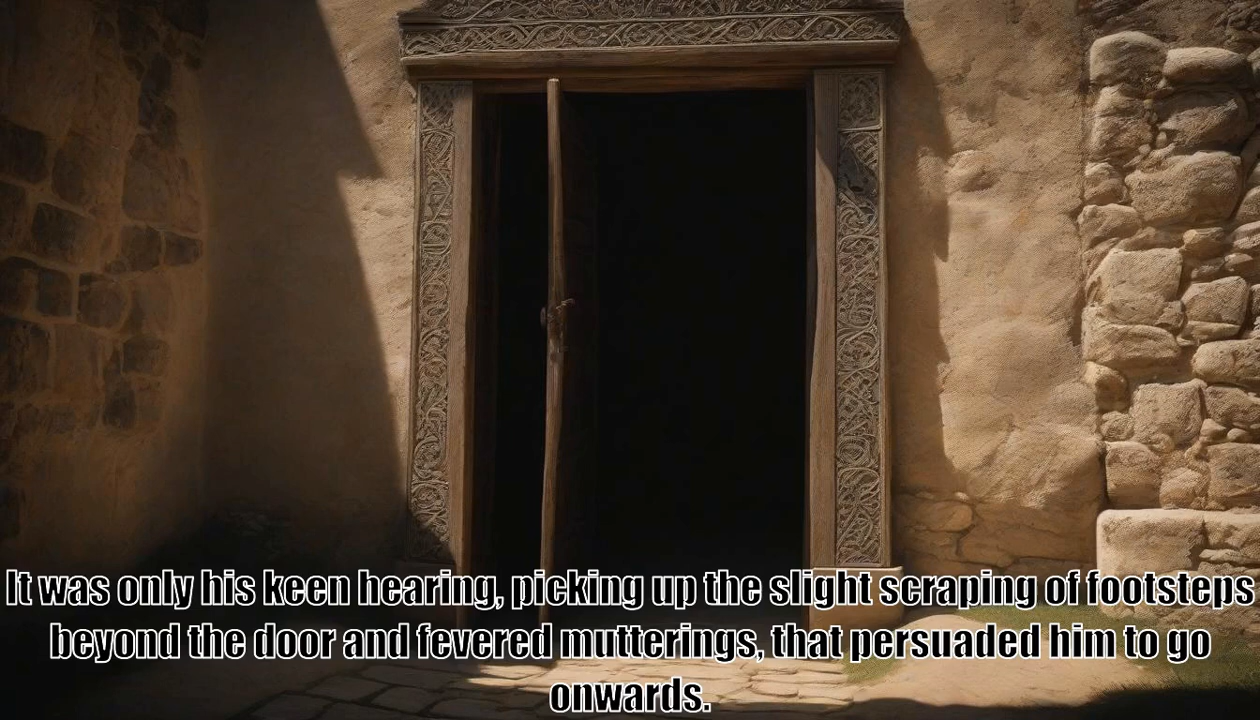 It was only his keen hearing, picking up the slight scraping of footsteps
beyond the door and fevered mutterings, that persuaded him to go
onwards.